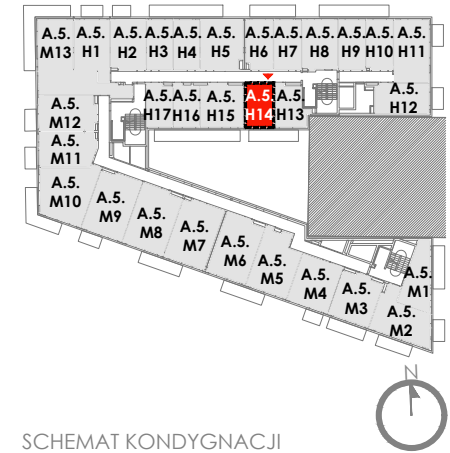 A.5. A.5. A.5. A.5. A.5. A.5. A.5. A.5. A.5. A.5. A.5. A.5.
M13 H1 H2 H3 H4 H5 H6 H7 H8 H9 H10 H11
A.5. A.5. A.5. A.5. A.5. A.5.
H17 H16 H15 H14 H13 H12
A.5.
M12
A.5.
M11
A.5.
M10
A.5.
M9
A.5.
M8
A.5.
M7
A.5.
M6
A.5.
M5
A.5.
M4
A.5.
M3
A.5.
M1
A.5.
M2
N
SCHEMAT KONDYGNACJI